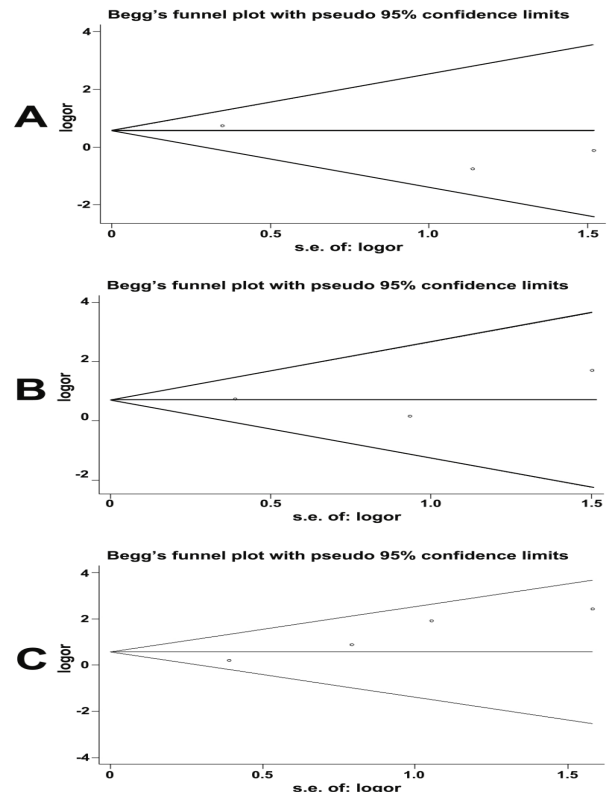 Begg's funnel plot with pseudo 95% confidence limits
A
logor
4
2
0
-2
0 0.5 1.0 1.5
s.e. of: logor
Begg's funnel plot with pseudo 95% confidence limits
B
logor
4
2
0
-2
0 0.5 1.0 1.5
s.e. of: logor
Begg's funnel plot with pseudo 95% confidence limits
C
logor
4
2
0
-2
-4
0 0.5 1.0 1.5
s.e. of: logor